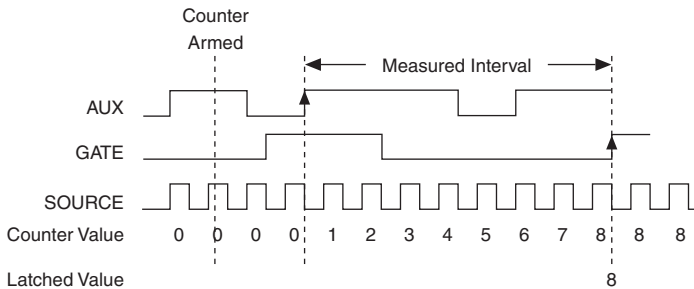 Counter
Armed
Measured Interval
AUX
GATE
SOURCE
Counter Value 0 0 0 0 1 2 3 4 5 6 7 8 8 8
Latched Value 8